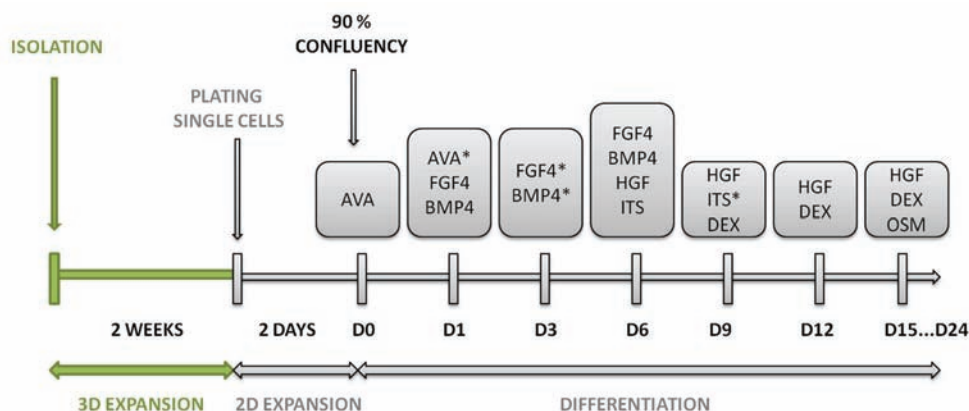 90 %
CONFLUENCY
ISOLATION
PLATING
SINGLE CELLS
AVA
AVA*
FGF4
BMP4
FGF4*
BMP4*
FGF4
BMP4
HGF
ITS
HGF
ITS*
DEX
HGF
DEX
HGF
DEX
OSM
2 WEEKS 2 DAYS D0 D1 D3 D6 D9 D12 D15...D24
3D EXPANSION 2D EXPANSION DIFFERENTIATION